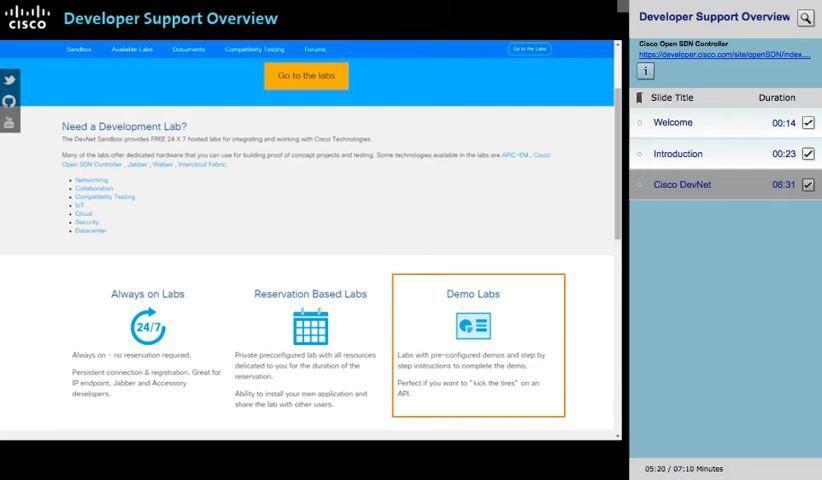 CISCO
Developer Support Overview
Sandbox Available Labs Documents Compatibility Testing Forums Go to the Labs
Go to the labs
Need a Development Lab?
The DevNet Sandbox provides FREE 24 X 7 hosted labs for integrating and working with Cisco Technologies.
Many of the labs offer dedicated hardware that you can use for building proof of concept projects and testing. Some technologies available in the labs are APIC-EM , Cisco
Open SDN Controller , Jabber , Webex , Intercloud Fabric.
Networking
Collaboration
Compatibility Testing
IoT
Cloud
Security
Datacenter
Always on Labs
24/7
Always on - no reservation required.
Persistent connection & registration. Great for
IP endpoint, Jabber and Accessory
developers.
Reservation Based Labs
Private preconfigured lab with all resources
dedicated to you for the duration of the
reservation.
Ability to install your own application and
share the lab with other users.
Demo Labs
Labs with pre-configured demos and step by
step instructions to complete the demo.
Perfect if you want to "kick the tires" on an
API.
Developer Support Overview
Cisco Open SDN Controller
https://developer.cisco.com/site/openSDN/index....
i
Slide Title Duration
Welcome 00:14
Introduction 00:23
Cisco DevNet 06:31
05:20 / 07:10 Minutes